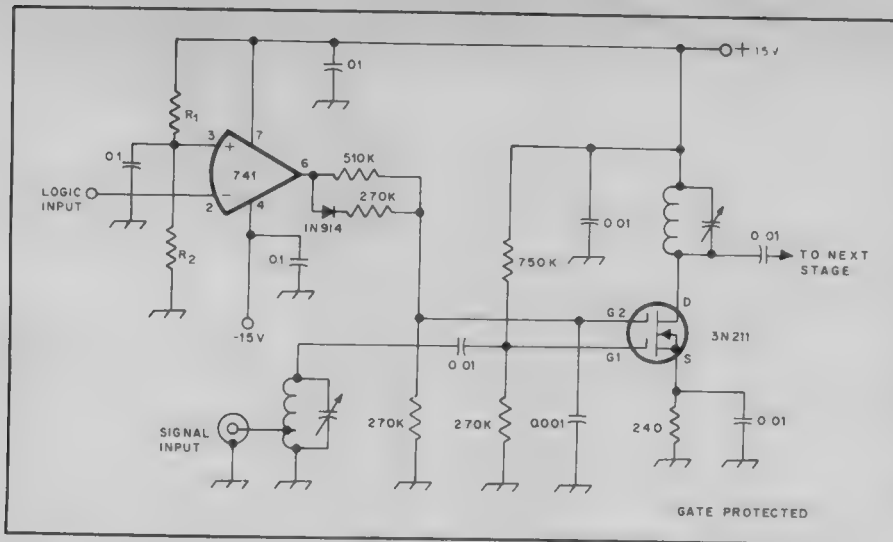 + 15V
01
R1
3
+
7
01
741
6
510K
LOGIC
INPUT
−
2
4
270K
1N914
0.01
0.01
TO NEXT
STAGE
750K
R2
01
-15V
G2
D
3N211
G1
S
0.01
SIGNAL
INPUT
270K
270K
0.001
240
0.01
GATE PROTECTED